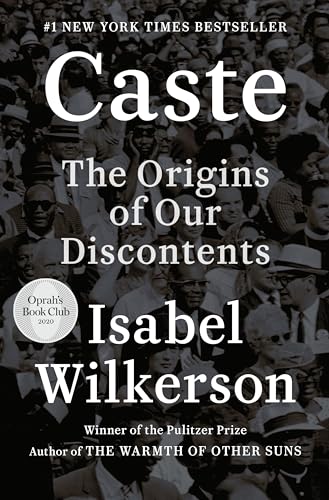 #1 NEW YORK TIMES BESTSELLER
Caste
The Origins
of Our
Discontents
Oprah's
Book Club
2020
Isabel
Wilkerson
Winner of the Pulitzer Prize
Author of THE WARMTH OF OTHER SUNS